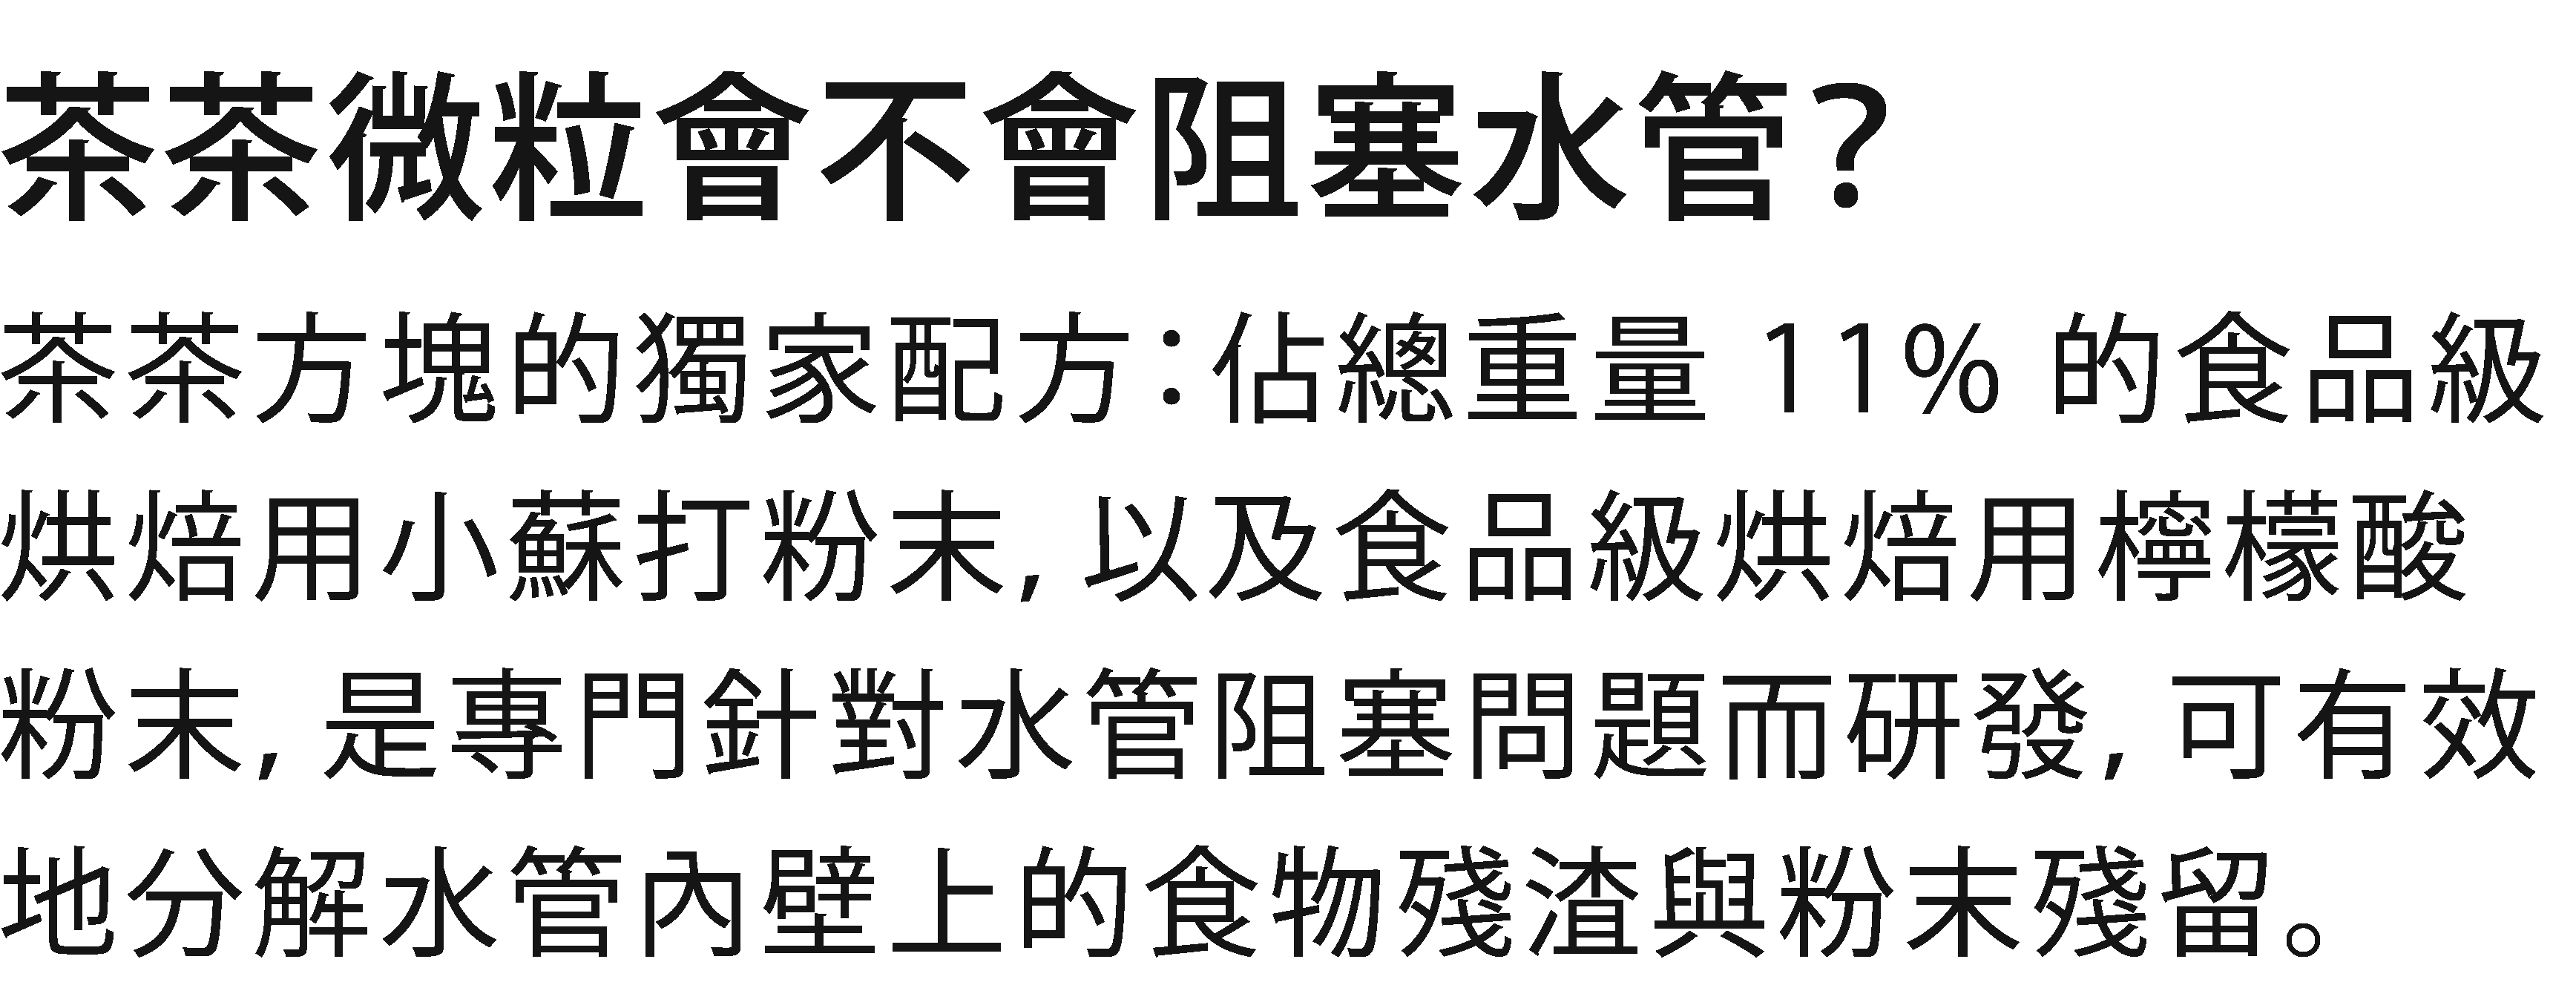 茶茶微粒會不會阻塞水管？
茶茶方塊的獨家配方：佔總重量 11% 的食品級
烘焙用小蘇打粉末，以及食品級烘焙用檸檬酸
粉末，是專門針對水管阻塞問題而研發，可有效
地分解水管內壁上的食物殘渣與粉末殘留。